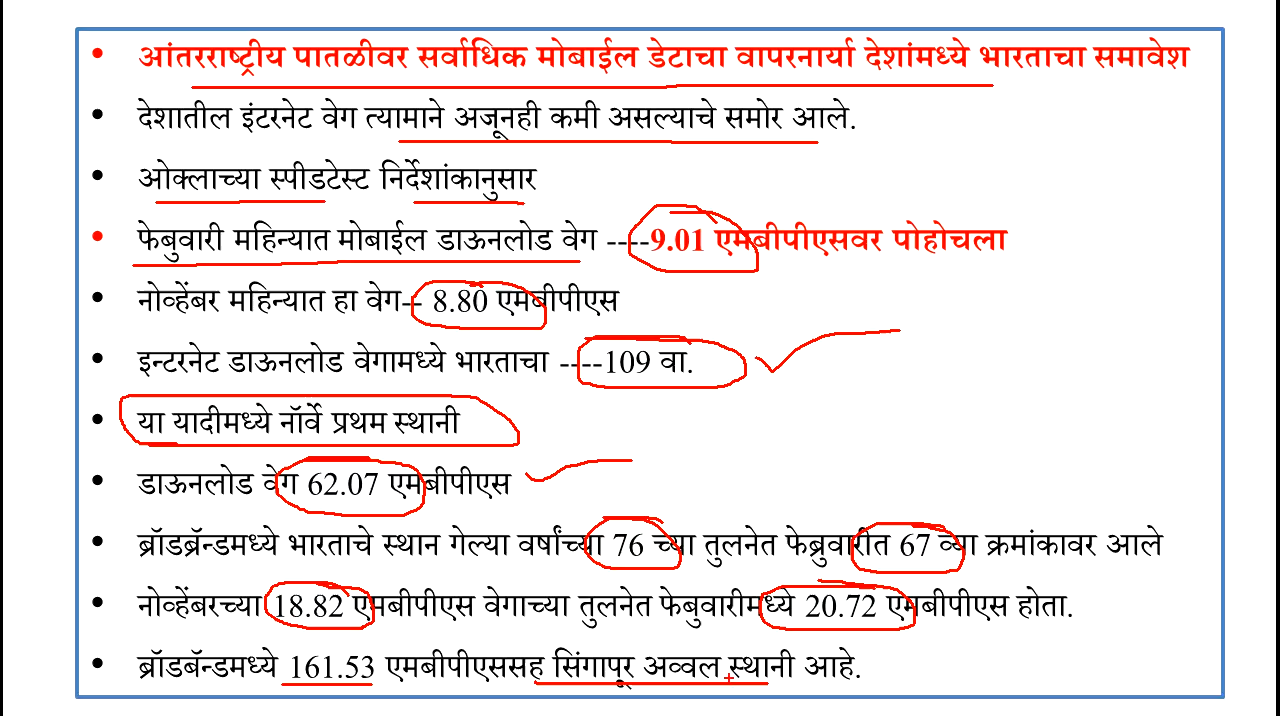 • आंतरराष्ट्रीय पातळीवर सर्वाधिक मोबाईल डेटाचा वापरनार्या देशांमध्ये भारताचा समावेश
• देशातील इंटरनेट वेग त्यामाने अजूनही कमी असल्याचे समोर आले.
• ओक्लाच्या स्पीडटेस्ट निर्देशांकानुसार
• फेबुवारी महिन्यात मोबाईल डाऊनलोड वेग ----9.01 एमबीपीएसवर पोहोचला
• नोव्हेंबर महिन्यात हा वेग-- 8.80 एमबीपीएस
• इन्टरनेट डाऊनलोड वेगामध्ये भारताचा ----109 वा.
• या यादीमध्ये नॉर्वे प्रथम स्थानी
• डाऊनलोड वेग 62.07 एमबीपीएस
• ब्रॉडब्रॅन्डमध्ये भारताचे स्थान गेल्या वर्षांच्या 76 च्या तुलनेत फेब्रुवारीत 67 व्या क्रमांकावर आले
• नोव्हेंबरच्या 18.82 एमबीपीएस वेगाच्या तुलनेत फेबुवारीमध्ये 20.72 एमबीपीएस होता.
• ब्रॉडबॅन्डमध्ये 161.53 एमबीपीएससह सिंगापूर अव्वल स्थानी आहे.